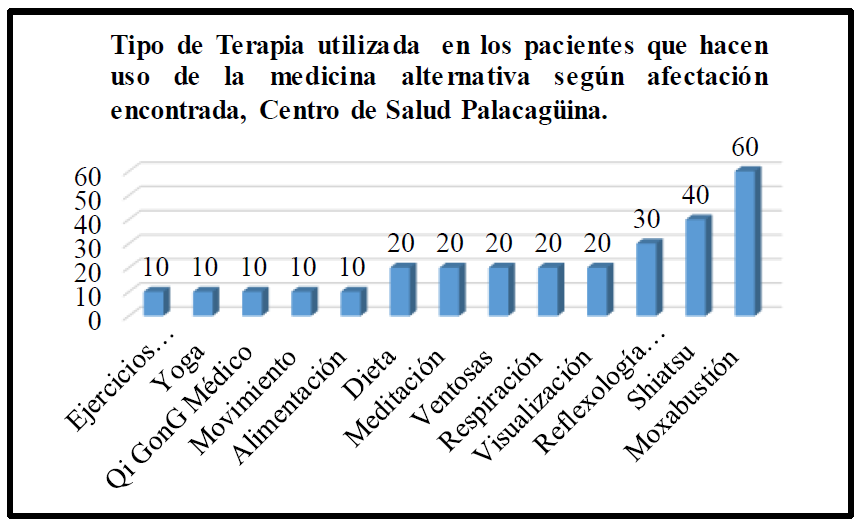 Tipo de Terapia utilizada en los pacientes que hacen
uso de la medicina alternativa según afectación
encontrada, Centro de Salud Palacagüina.
60
50
40
30
20
10
0
10
10
10
10
10
20
20
20
20
20
30
40
60
Ejercicios…
Yoga
Qi GonG Médico
Movimiento
Alimentación
Dieta
Meditación
Ventosas
Respiración
Visualización
Reflexología…
Shiatsu
Moxabustión